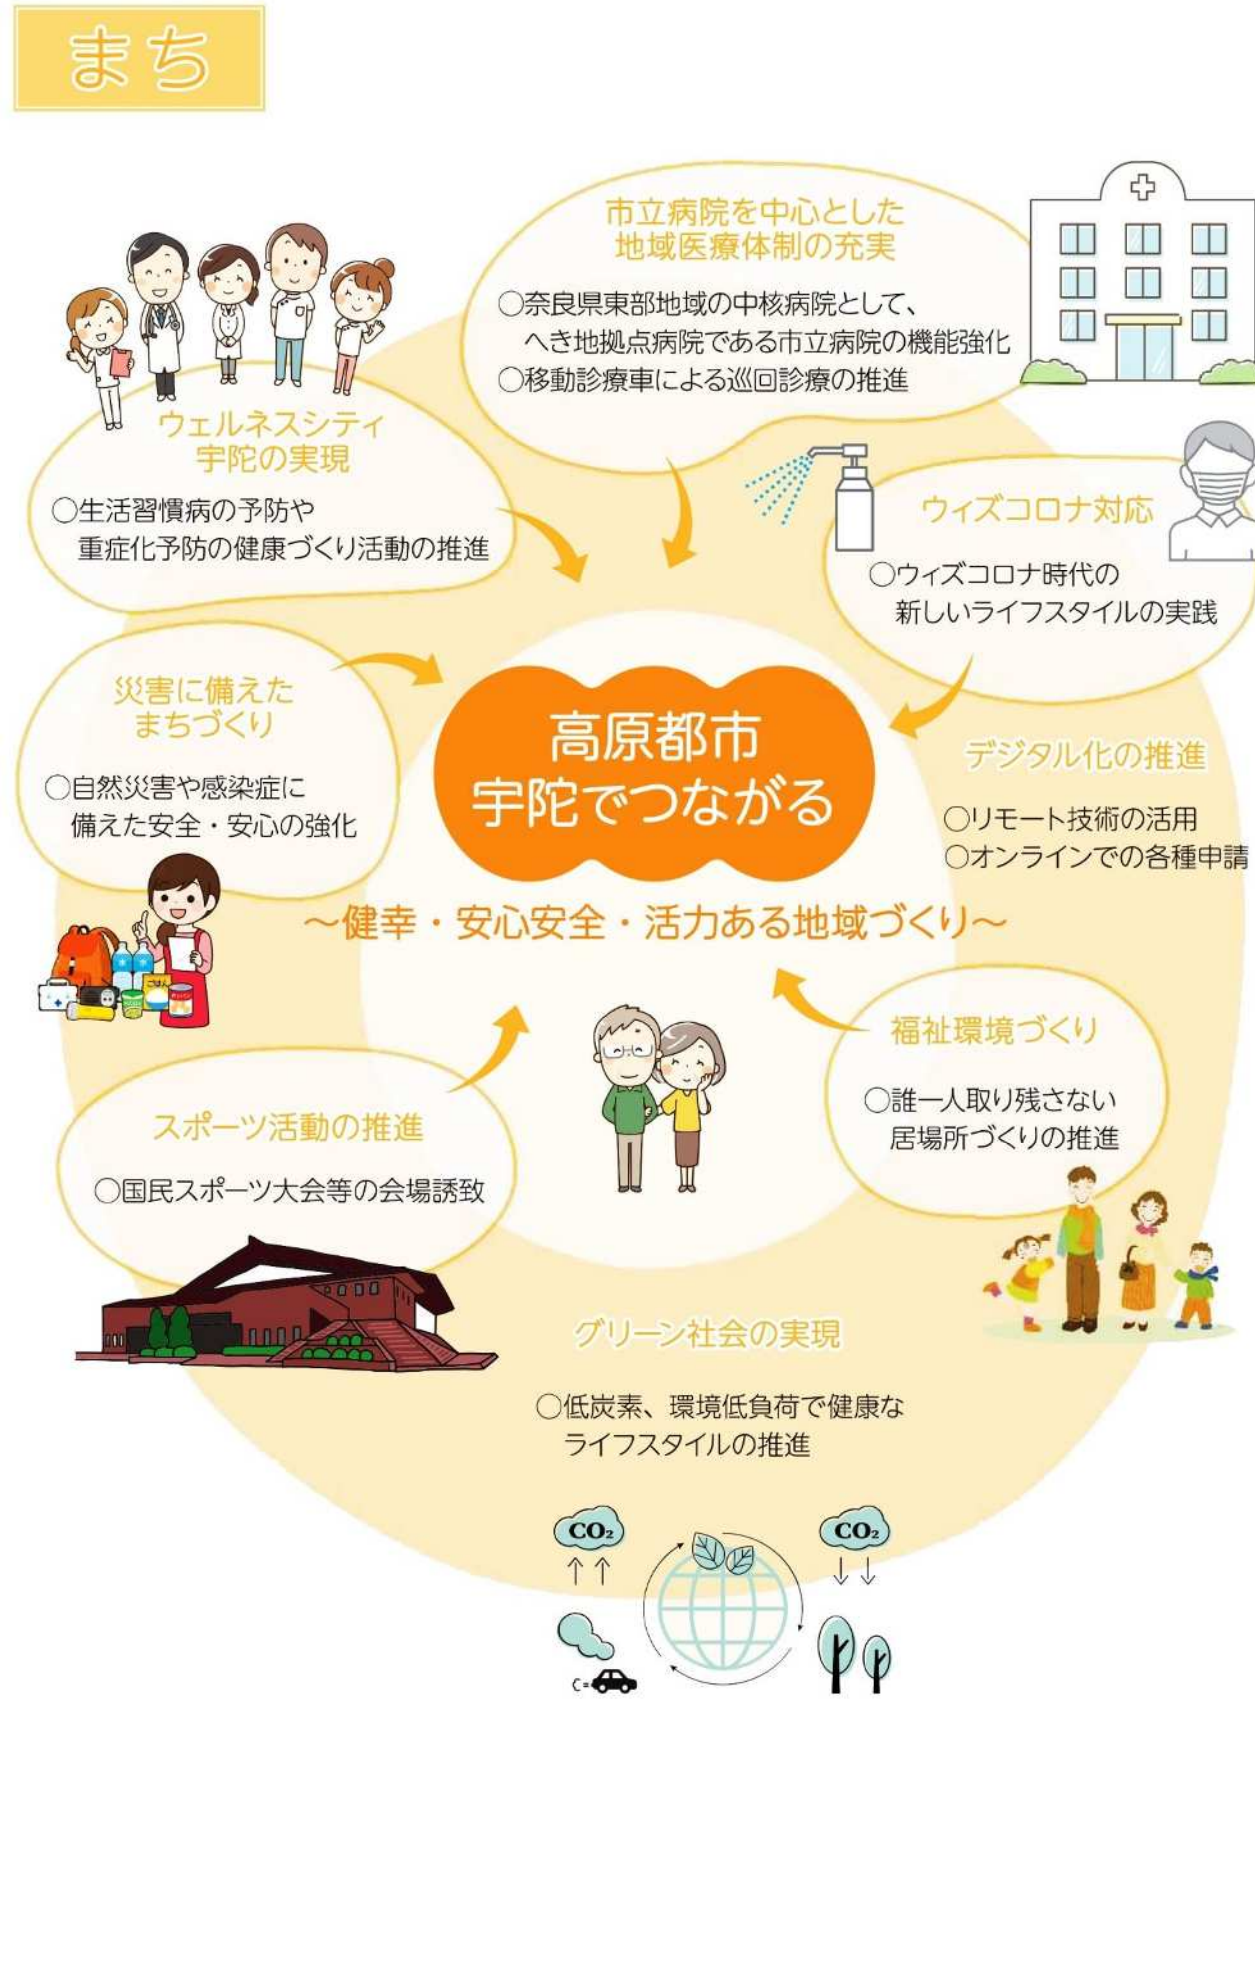 まち
市立病院を中心とした
地域医療体制の充実
○奈良県東部地域の中核病院として、
へき地拠点病院である市立病院の機能強化
○移動診療車による巡回診療の推進
ウェルネスシティ
宇陀の実現
○生活習慣病の予防や
重症化予防の健康づくり活動の推進
ウィズコロナ対応
○ウィズコロナ時代の
新しいライフスタイルの実践
災害に備えた
まちづくり
○自然災害や感染症に
備えた安全・安心の強化
高原都市
宇陀でつながる
～健幸・安心安全・活力ある地域づくり～
デジタル化の推進
○リモート技術の活用
○オンラインでの各種申請
福祉環境づくり
○誰一人取り残さない
居場所づくりの推進
スポーツ活動の推進
○国民スポーツ大会等の会場誘致
グリーン社会の実現
○低炭素、環境低負荷で健康な
ライフスタイルの推進
CO₂
CO₂